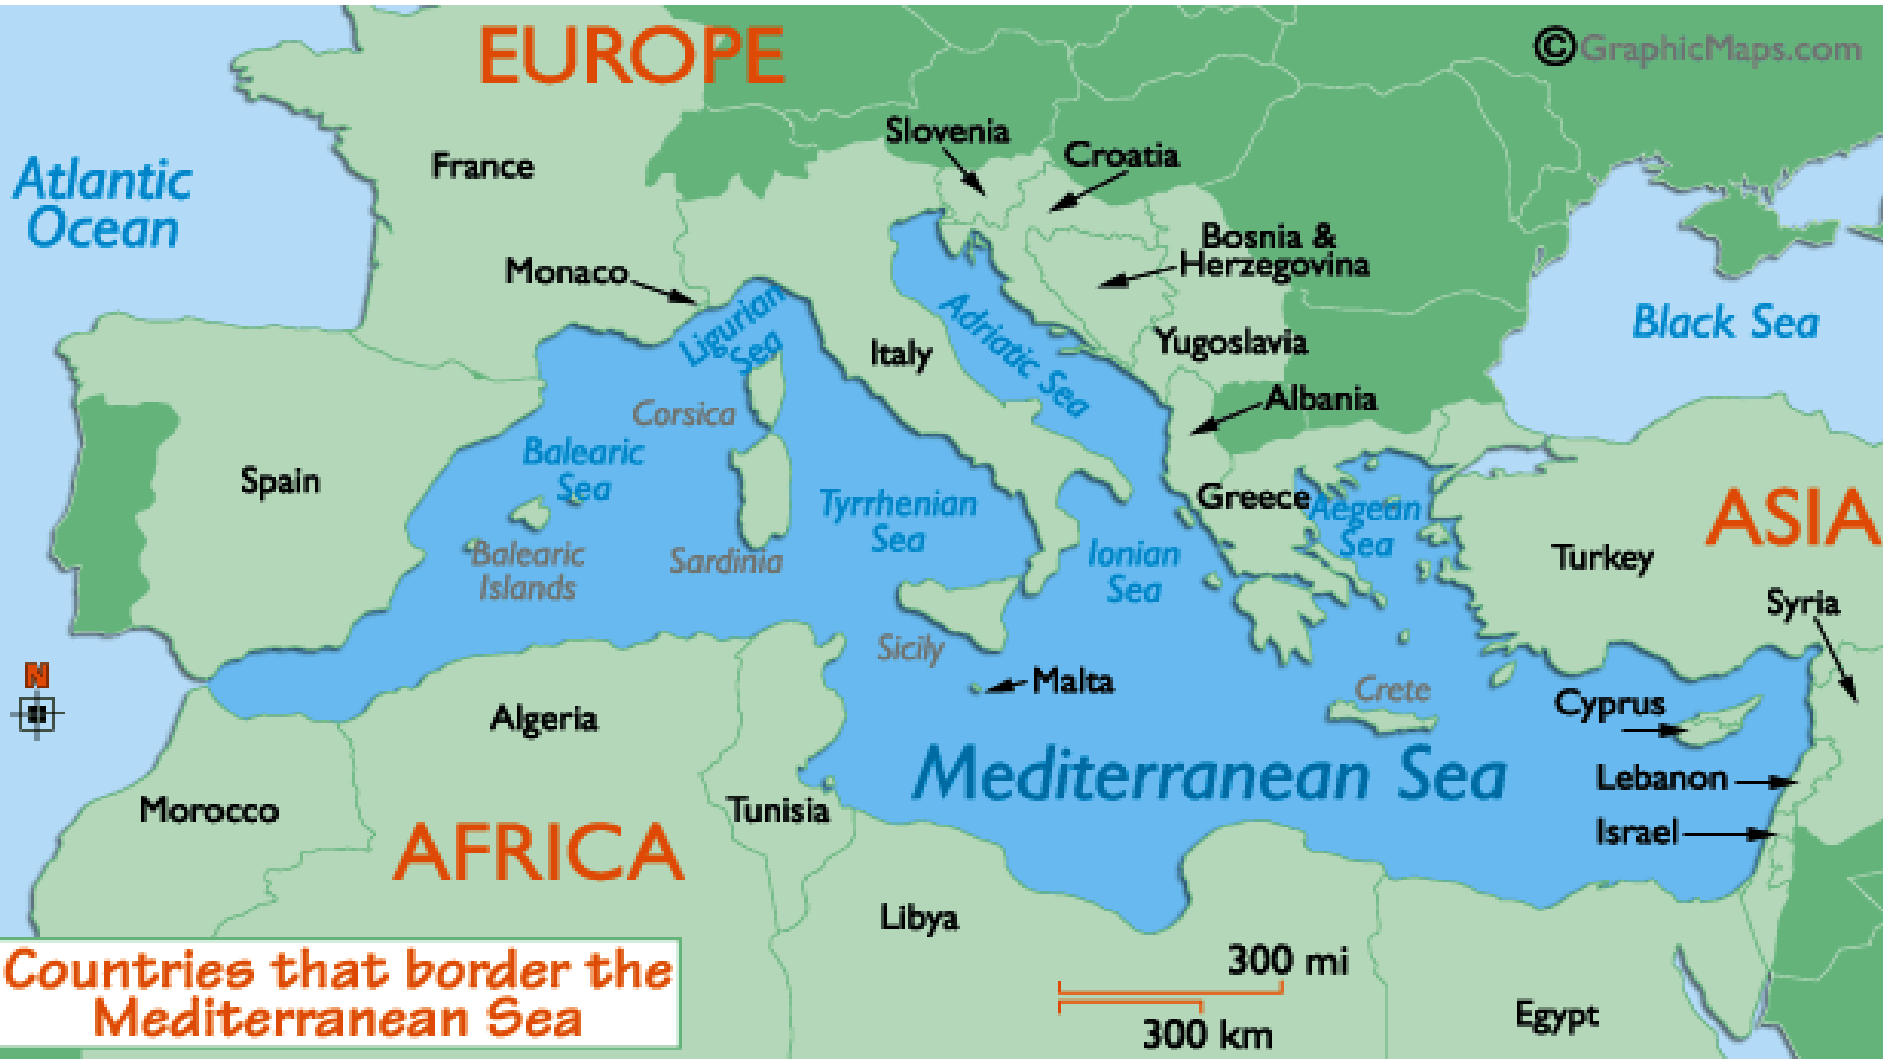 EUROPE
©GraphicMaps.com
Slovenia
Croatia
France
Atlantic
Ocean
Bosnia &
Herzegovina
Monaco
Ligurian
Sea
Adriatic Sea
Black Sea
Italy
Yugoslavia
Albania
Corsica
Balearic
Sea
Spain
Tyrrhenian
Sea
Greece
Aegean
Sea
ASIA
Balearic
Islands
Sardinia
Ionian
Sea
Turkey
Syria
Sicily
N
Malta
Crete
Cyprus
Algeria
Mediterranean Sea
Lebanon
Morocco
Tunisia
Israel
AFRICA
Libya
Countries that border the
Mediterranean Sea
300 mi
300 km
Egypt